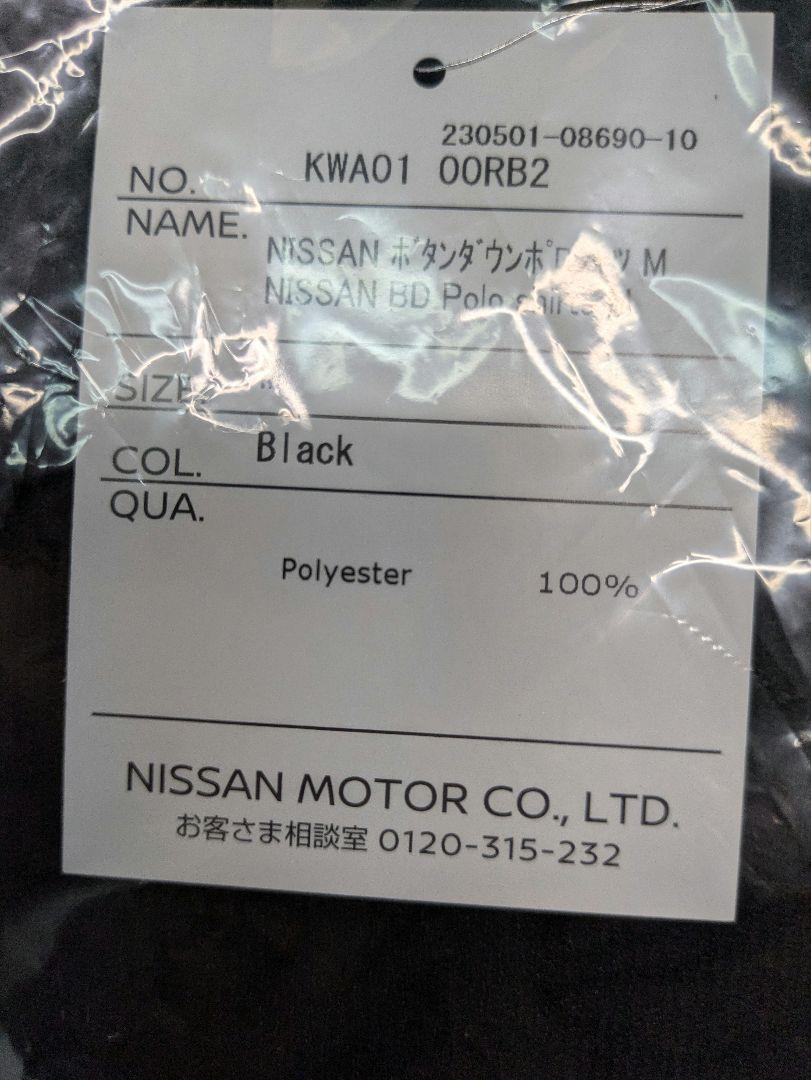 230501-08690-10
NO. KWA01 00RB2
NAME.
NISSAN ﾎﾞﾀﾝﾀﾞｳﾝﾎﾟﾛ ﾂ M
NISSAN BD Polo
SIZE.
COL. Black
QUA.
Polyester 100%
NISSAN MOTOR CO., LTD.
お客さま相談室 0120-315-232